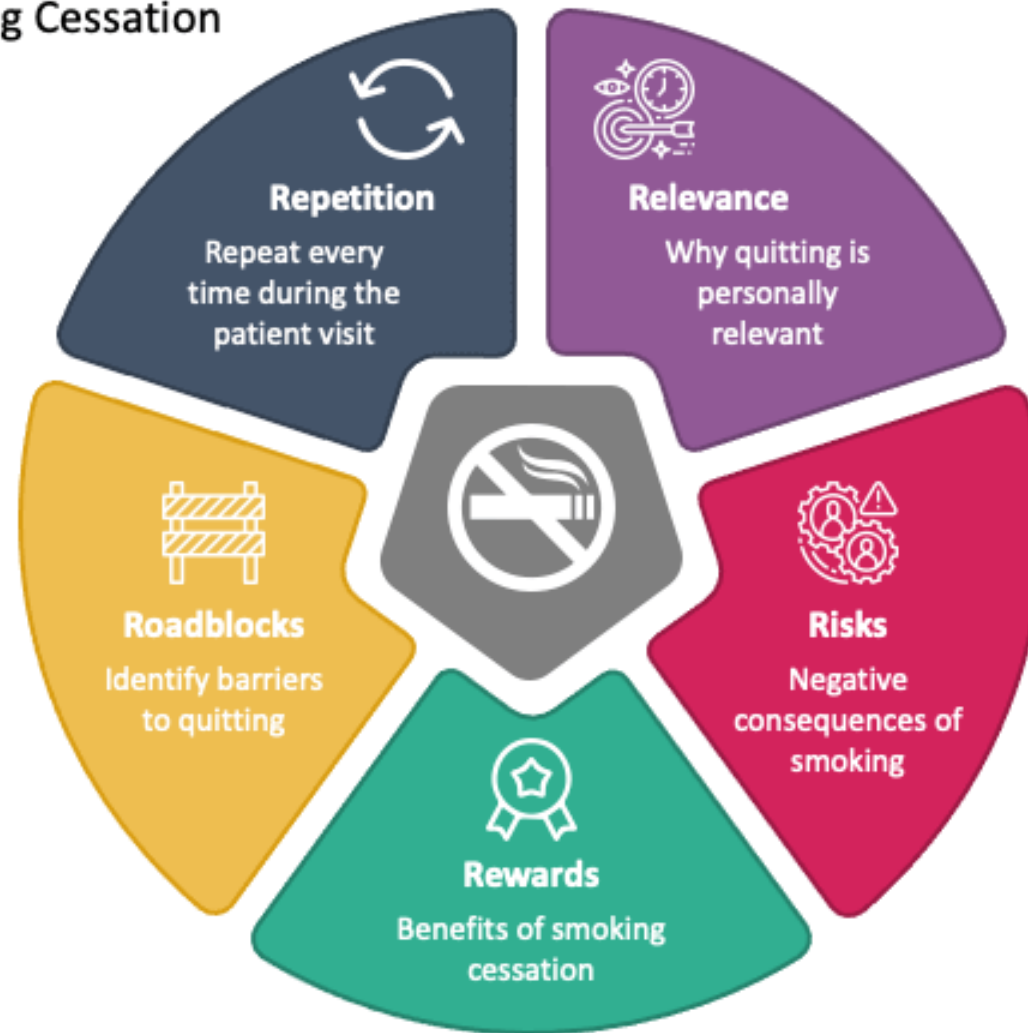 g Cessation
Repetition
Repeat every
time during the
patient visit
Relevance
Why quitting is
personally
relevant
Risks
Negative
consequences of
smoking
Rewards
Benefits of smoking
cessation
Roadblocks
Identify barriers
to quitting